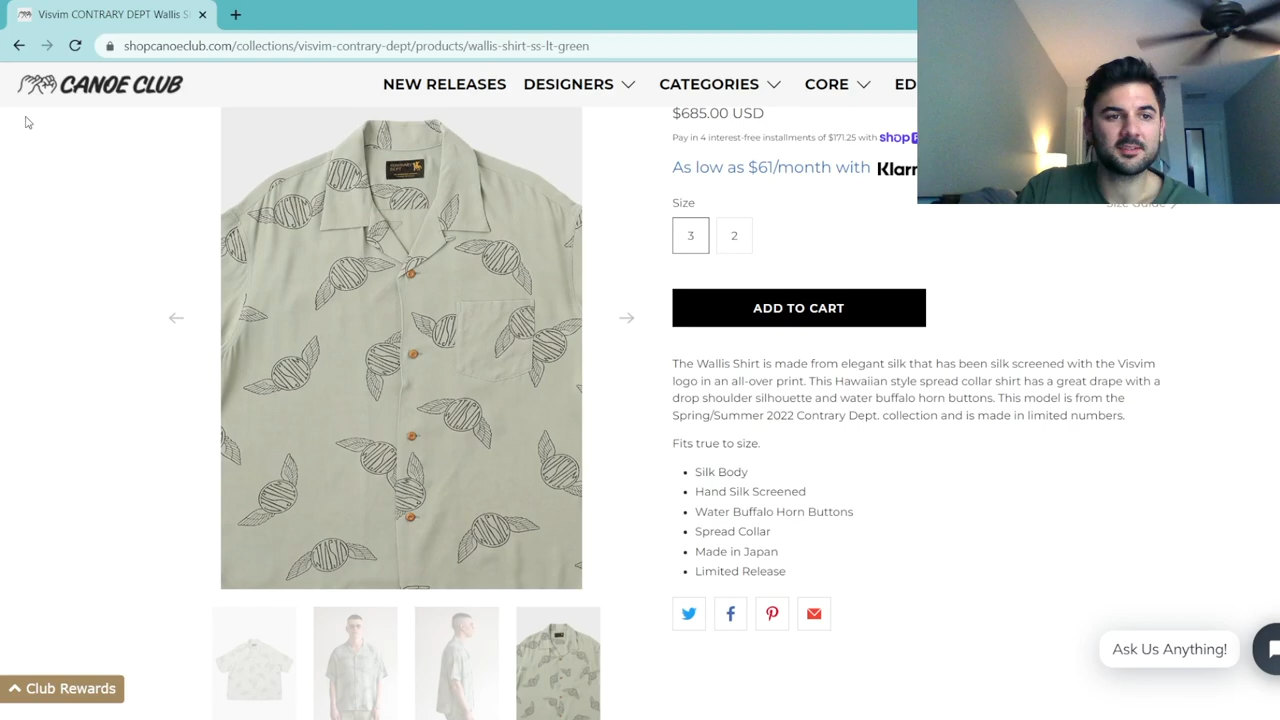 Visvim CONTRARY DEPT Wallis S
shopcanoeclub.com/collections/visvim-contrary-dept/products/wallis-shirt-ss-lt-green
CANOE CLUB
NEW RELEASES DESIGNERS CATEGORIES CORE ED
$685.00 USD
Pay in 4 interest-free installments of $171.25 with shop P
As low as $61/month with Klarn
Size
Size Guide
3 2
ADD TO CART
The Wallis Shirt is made from elegant silk that has been silk screened with the Visvim
logo in an all-over print. This Hawaiian style spread collar shirt has a great drape with a
drop shoulder silhouette and water buffalo horn buttons. This model is from the
Spring/Summer 2022 Contrary Dept. collection and is made in limited numbers.
Fits true to size.
• Silk Body
• Hand Silk Screened
• Water Buffalo Horn Buttons
• Spread Collar
• Made in Japan
• Limited Release
Ask Us Anything!
Club Rewards